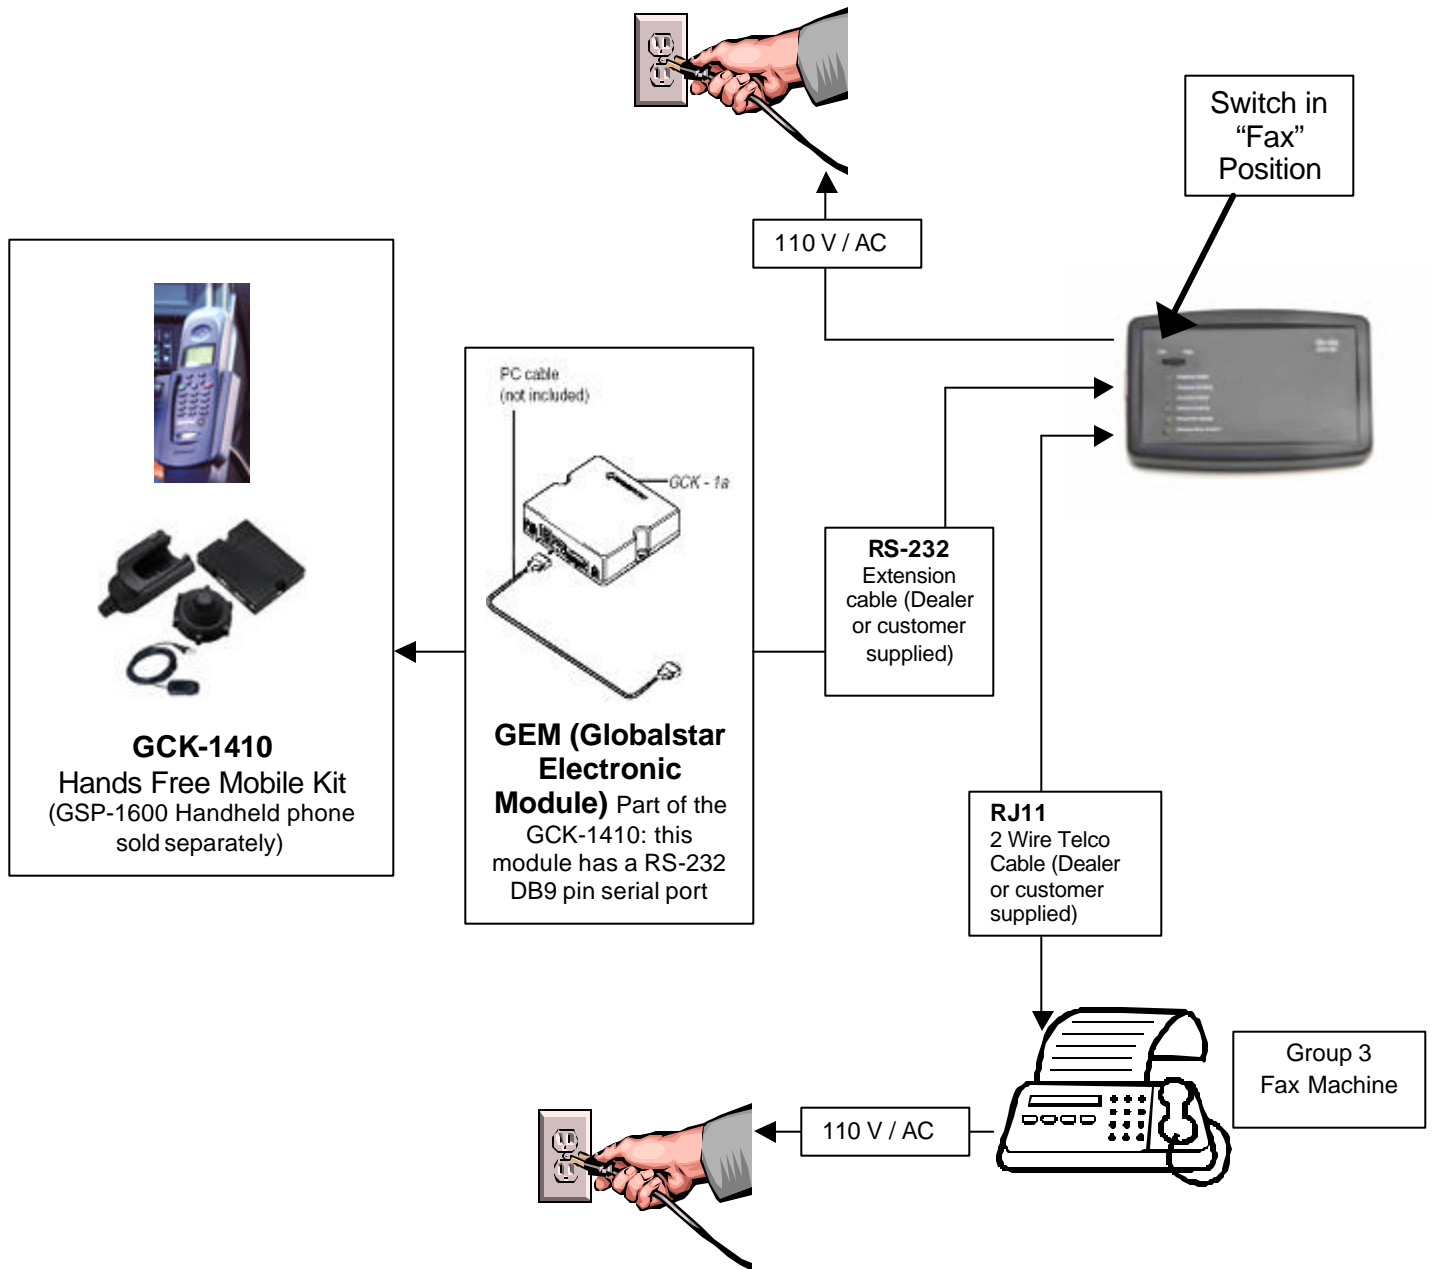 Switch in
“Fax”
Position
110 V / AC
PC cable
(not included)
GCK - 1a
GCK-1410
Hands Free Mobile Kit
(GSP-1600 Handheld phone
sold separately)
GEM (Globalstar
Electronic
Module) Part of the
GCK-1410: this
module has a RS-232
DB9 pin serial port
RS-232
Extension
cable (Dealer
or customer
supplied)
RJ11
2 Wire Telco
Cable (Dealer
or customer
supplied)
Group 3
Fax Machine
110 V / AC